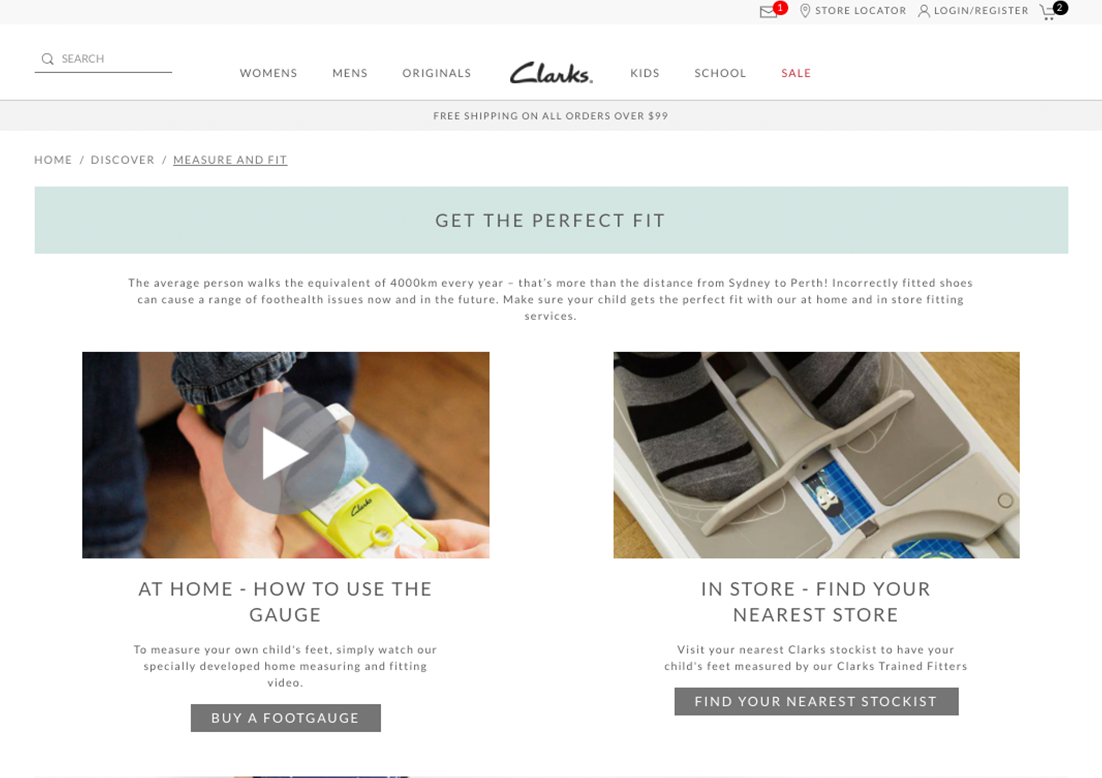 1
STORE LOCATOR
LOGIN/REGISTER
2
SEARCH
WOMENS
MENS
ORIGINALS
Clarks.
KIDS
SCHOOL
SALE
FREE SHIPPING ON ALL ORDERS OVER $99
HOME / DISCOVER / MEASURE AND FIT
GET THE PERFECT FIT
The average person walks the equivalent of 4000km every year – that's more than the distance from Sydney to Perth! Incorrectly fitted shoes
can cause a range of foothealth issues now and in the future. Make sure your child gets the perfect fit with our at home and in store fitting
services.
Clarks
AT HOME - HOW TO USE THE
GAUGE
To measure your own child's feet, simply watch our
specially developed home measuring and fitting
video.
BUY A FOOTGAUGE
IN STORE - FIND YOUR
NEAREST STORE
Visit your nearest Clarks stockist to have your
child's feet measured by our Clarks Trained Fitters
FIND YOUR NEAREST STOCKIST